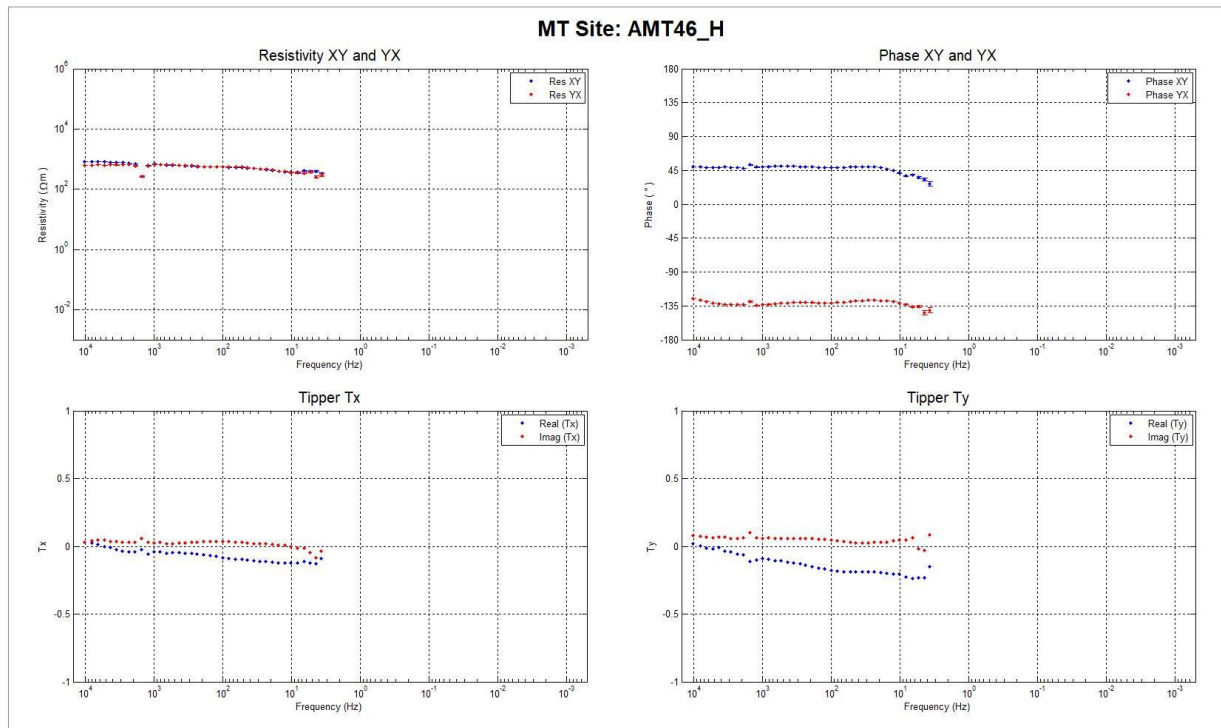 MT Site: AMT46_H
Resistivity XY and YX
10^6
10^4
10^2
10^0
10^-2
Resistivity (Ωm)
Res XY
Res YX
10^4 10^3 10^2 10^1 10^0 10^-1 10^-2 10^-3
Frequency (Hz)
Phase XY and YX
180
135
90
45
0
-45
-90
-135
-180
Phase (°)
Phase XY
Phase YX
10^4 10^3 10^2 10^1 10^0 10^-1 10^-2 10^-3
Frequency (Hz)
Tipper Tx
1
0.5
0
-0.5
-1
Tx
Real (Tx)
Imag (Tx)
10^4 10^3 10^2 10^1 10^0 10^-1 10^-2 10^-3
Frequency (Hz)
Tipper Ty
1
0.5
0
-0.5
-1
Ty
Real (Ty)
Imag (Ty)
10^4 10^3 10^2 10^1 10^0 10^-1 10^-2 10^-3
Frequency (Hz)